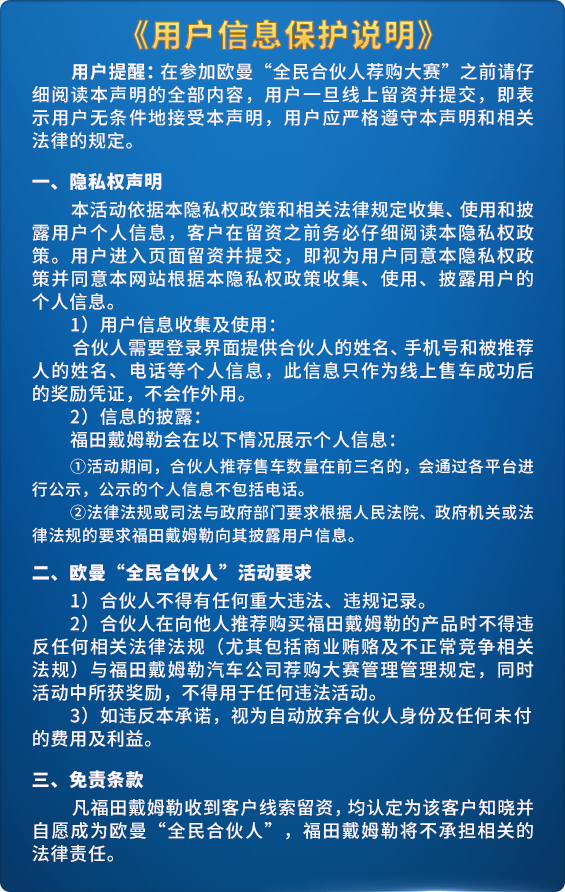 《用户信息保护说明》
用户提醒：在参加欧曼“全民合伙人荐购大赛”之前请仔
细阅读本声明的全部内容，用户一旦线上留资并提交，即表
示用户无条件地接受本声明，用户应严格遵守本声明和相关
法律的规定。
一、隐私权声明
本活动依据本隐私权政策和相关法律规定收集、使用和披
露用户个人信息，客户在留资之前务必仔细阅读本隐私权政
策。用户进入页面留资并提交，即视为用户同意本隐私权政
策并同意本网站根据本隐私权政策收集、使用、披露用户的
个人信息。
1）用户信息收集及使用：
合伙人需要登录界面提供合伙人的姓名、手机号和被推荐
人的姓名、电话等个人信息，此信息只作为线上售车成功后
的奖励凭证，不会作外用。
2）信息的披露：
福田戴姆勒会在以下情况展示个人信息：
①活动期间，合伙人推荐售车数量在前三名的，会通过各平台进
行公示，公示的个人信息不包括电话。
②法律法规或司法与政府部门要求根据人民法院、政府机关或法
律法规的要求福田戴姆勒向其披露用户信息。
二、欧曼“全民合伙人”活动要求
1）合伙人不得有任何重大违法、违规记录。
2）合伙人在向他人推荐购买福田戴姆勒的产品时不得违
反任何相关法律法规（尤其包括商业贿赂及不正常竞争相关
法规）与福田戴姆勒汽车公司荐购大赛管理管理规定，同时
活动中所获奖励，不得用于任何违法活动。
3）如违反本承诺，视为自动放弃合伙人身份及任何未付
的费用及利益。
三、免责条款
凡福田戴姆勒收到客户线索留资，均认定为该客户知晓并
自愿成为欧曼“全民合伙人”，福田戴姆勒将不承担相关的
法律责任。